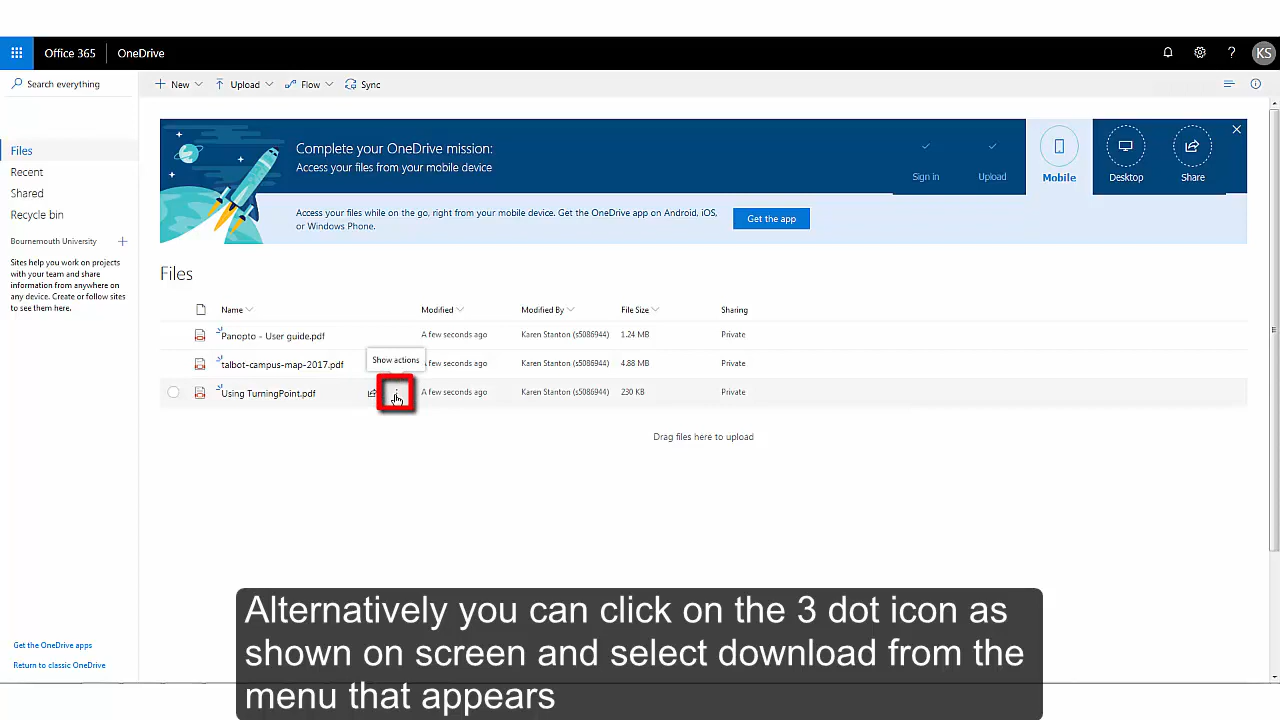 Office 365 OneDrive KS
Search everything New Upload Flow Sync
Complete your OneDrive mission:
Access your files from your mobile device
Sign in Upload Mobile Desktop Share
Access your files while on the go, right from your mobile device. Get the OneDrive app on Android, iOS,
or Windows Phone.
Get the app
Files
Recent
Shared
Recycle bin
Bournemouth University
Sites help you work on projects
with your team and share
information from anywhere on
any device. Create or follow sites
to see them here.
Files
Name Modified Modified By File Size Sharing
Panopto - User guide.pdf A few seconds ago Karen Stanton (s5086944) 1.24 MB Private
Show actions
talbot-campus-map-2017.pdf A few seconds ago Karen Stanton (s5086944) 4.88 MB Private
Using TurningPoint.pdf A few seconds ago Karen Stanton (s5086944) 230 KB Private
Drag files here to upload
Get the OneDrive apps
Return to classic OneDrive
Alternatively you can click on the 3 dot icon as
shown on screen and select download from the
menu that appears